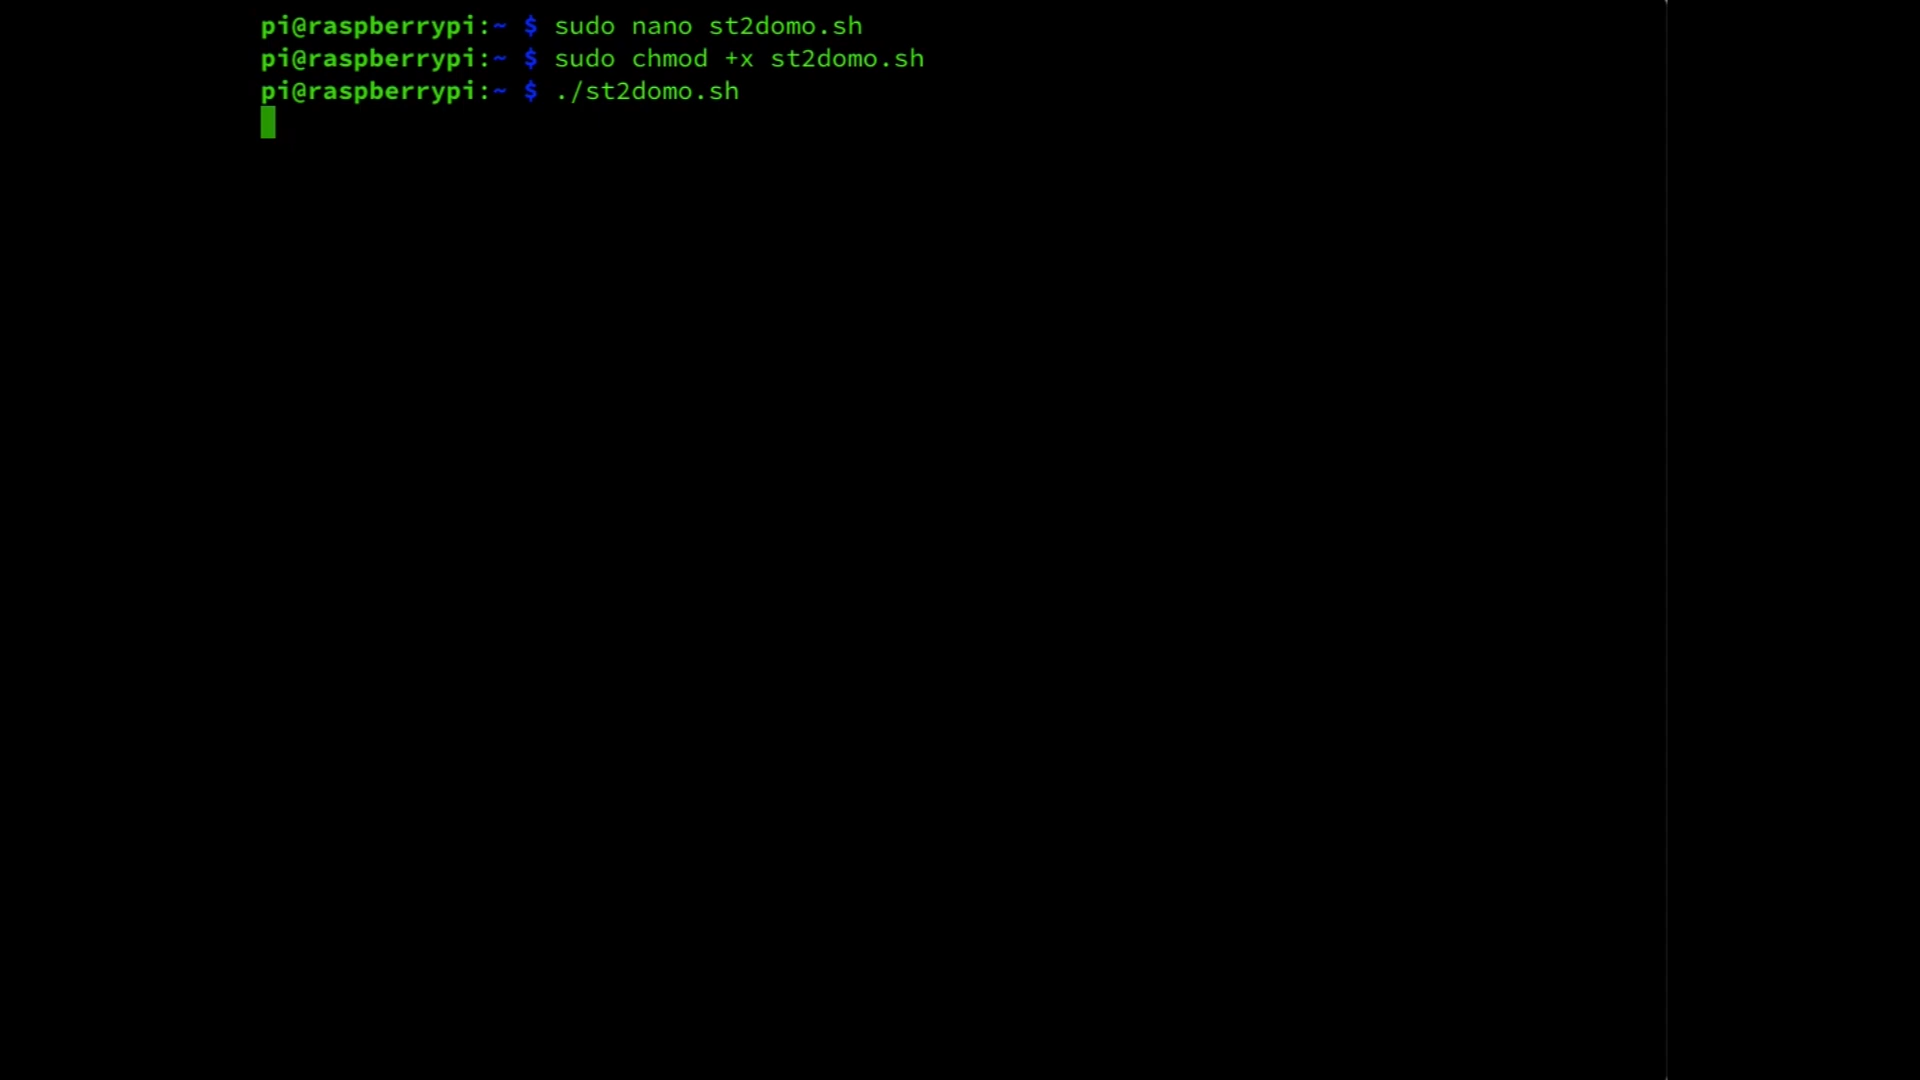 pi@raspberrypi:~ $ sudo nano st2domo.sh
pi@raspberrypi:~ $ sudo chmod +x st2domo.sh
pi@raspberrypi:~ $ ./st2domo.sh